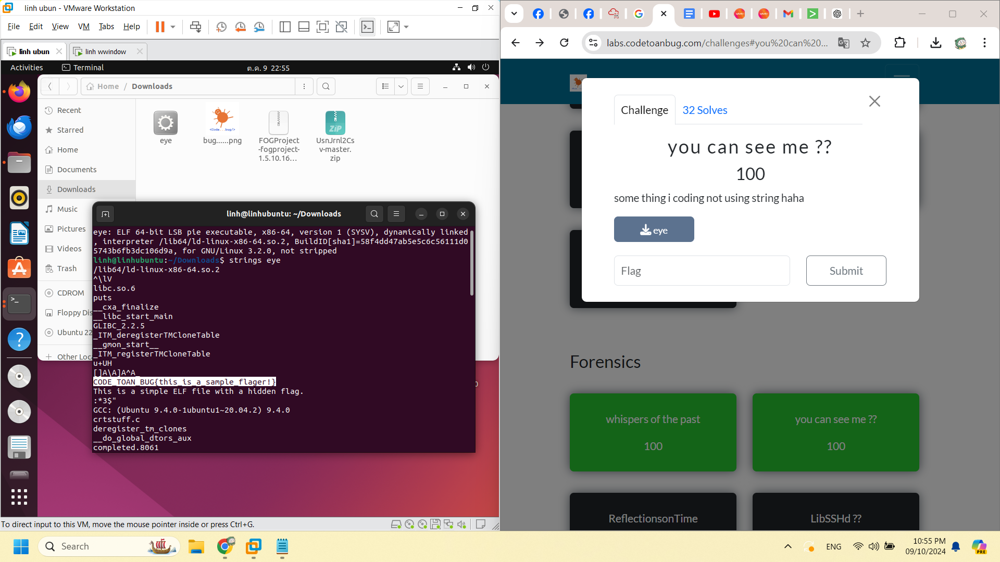 linh ubun - VMware Workstation
File Edit View VM Tabs Help
linh ubun
linh wwindow
Activities
Terminal
ต.ค. 9 22:55
Home / Downloads
Recent
Starred
Home
Documents
Downloads
Music
Pictures
Videos
Trash
CDROM
Floppy Dis
Ubuntu 22
Other Loc
eye
<Code...bug/>
bug......png
FOGProject
-fogproject-
1.5.10.16...
ZiP
UsnJrnl2Cs
v-master.
zip
linh@linhubuntu: ~/Downloads
eye: ELF 64-bit LSB pie executable, x86-64, version 1 (SYSV), dynamically linked
, interpreter /lib64/ld-linux-x86-64.so.2, BuildID[sha1]=58f4dd47ab5e5c6c56111d0
5743b6fb3dc106d9a, for GNU/Linux 3.2.0, not stripped
linh@linhubuntu:~/Downloads$ strings eye
/lib64/ld-linux-x86-64.so.2
^\lV
libc.so.6
puts
__cxa_finalize
__libc_start_main
GLIBC_2.2.5
_ITM_deregisterTMCloneTable
__gmon_start__
_ITM_registerTMCloneTable
u+UH
[]A\A]A^A_
CODE_TOAN_BUG{this_is_a_sample_flager!}
This is a simple ELF file with a hidden flag.
:*3$"
GCC: (Ubuntu 9.4.0-1ubuntu1~20.04.2) 9.4.0
crtstuff.c
deregister_tm_clones
__do_global_dtors_aux
completed.8061
To direct input to this VM, move the mouse pointer inside or press Ctrl+G.
labs.codetoanbug.com/challenges#you%20can%20...
Challenge
32 Solves
you can see me ??
100
some thing i coding not using string haha
eye
Flag
Submit
Forensics
whispers of the past
100
you can see me ??
100
ReflectionsonTime
LibSSHd ??
Search
ENG
10:55 PM
09/10/2024
PRE